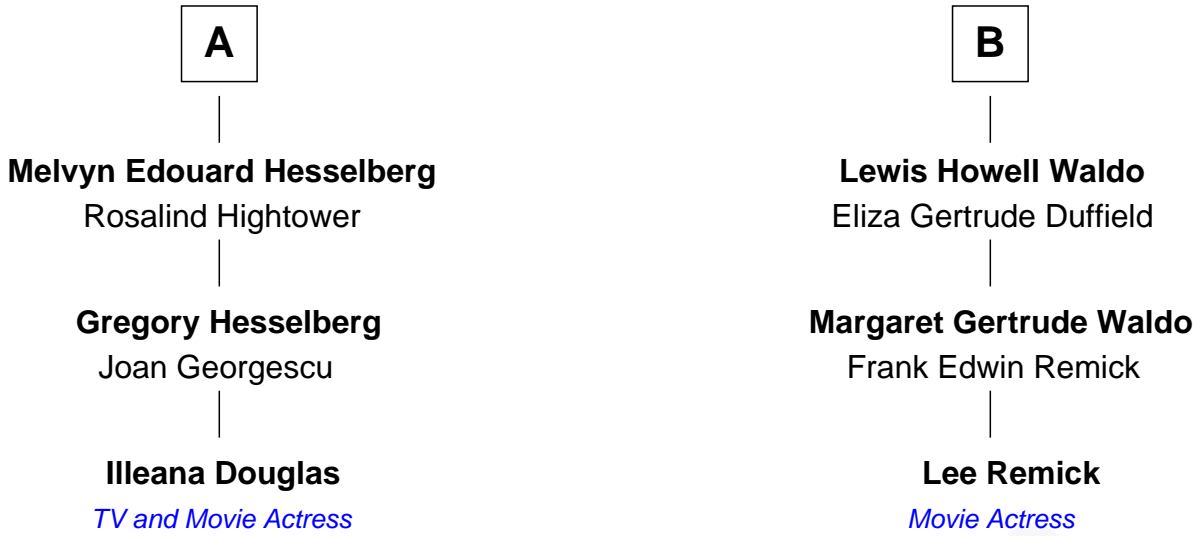 A
B
Melvyn Edouard Hesselberg
Rosalind Hightower
Lewis Howell Waldo
Eliza Gertrude Duffield
Gregory Hesselberg
Joan Georgescu
Margaret Gertrude Waldo
Frank Edwin Remick
Illeana Douglas
TV and Movie Actress
Lee Remick
Movie Actress